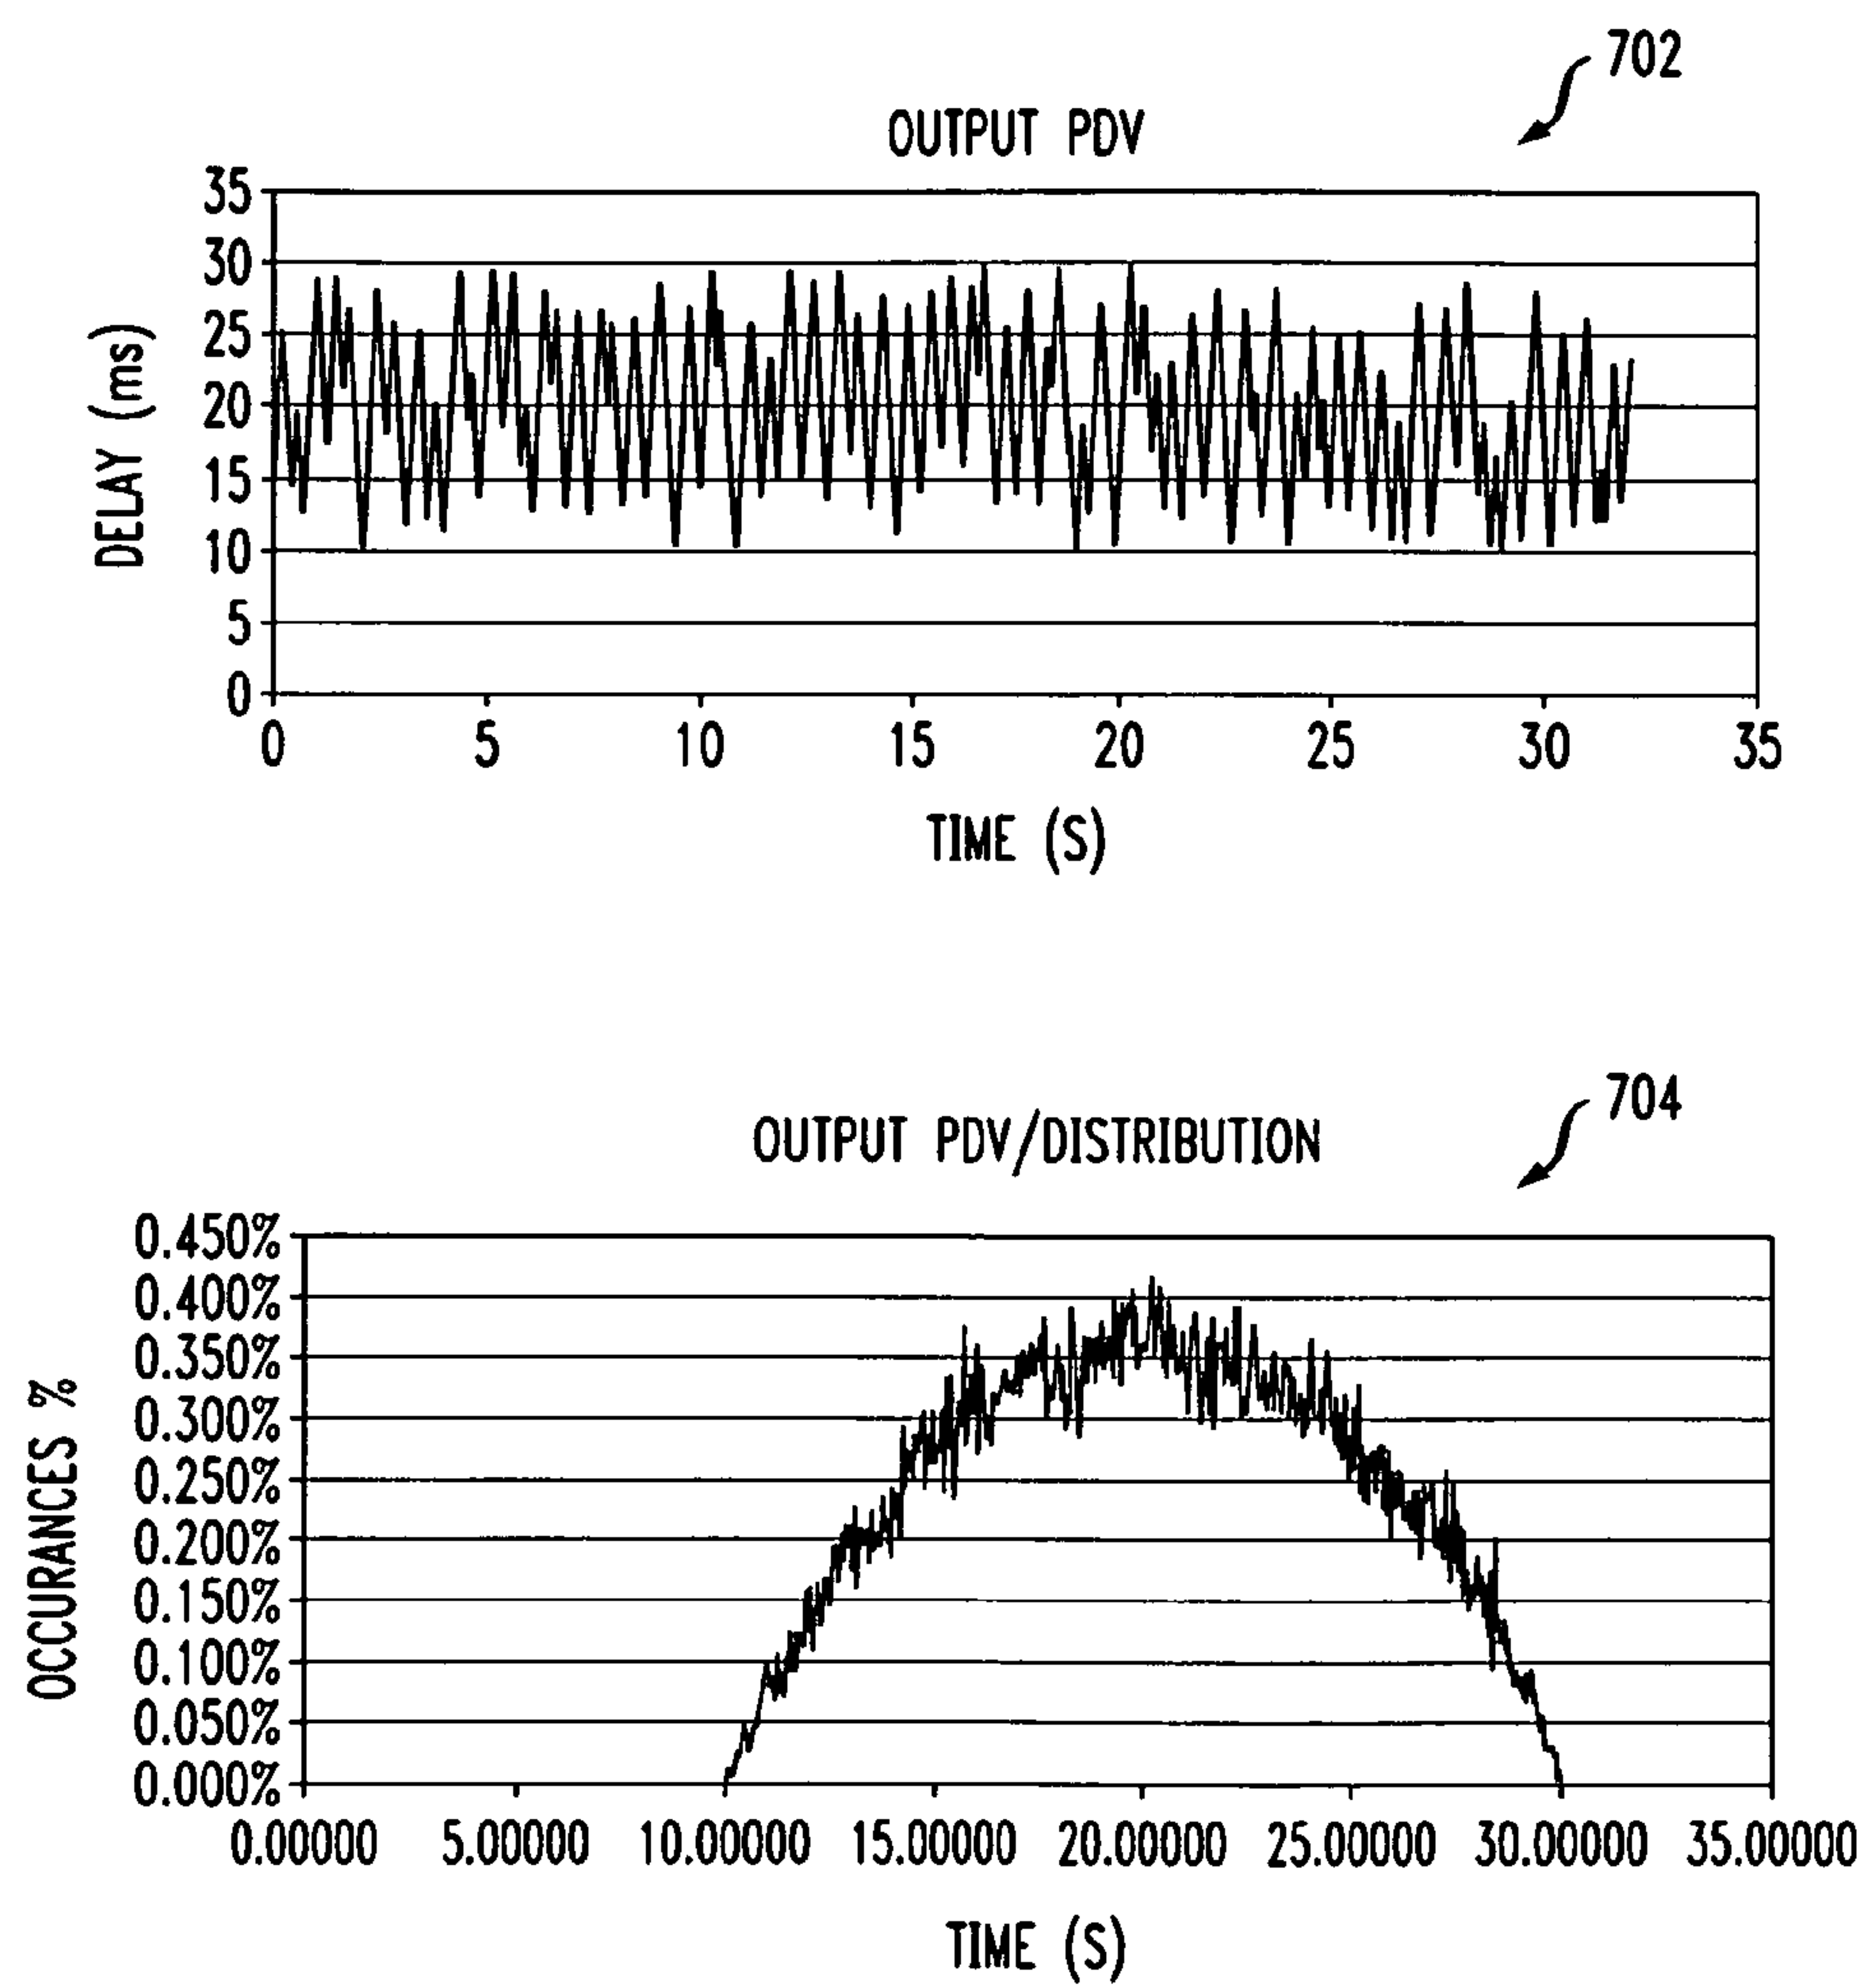 702
OUTPUT PDV
DELAY (ms)
35
30
25
20
15
10
5
0
0 5 10 15 20 25 30 35
TIME (S)
704
OUTPUT PDV/DISTRIBUTION
OCCURANCES %
0.450%
0.400%
0.350%
0.300%
0.250%
0.200%
0.150%
0.100%
0.050%
0.000%
0.00000 5.00000 10.00000 15.00000 20.00000 25.00000 30.00000 35.00000
TIME (S)